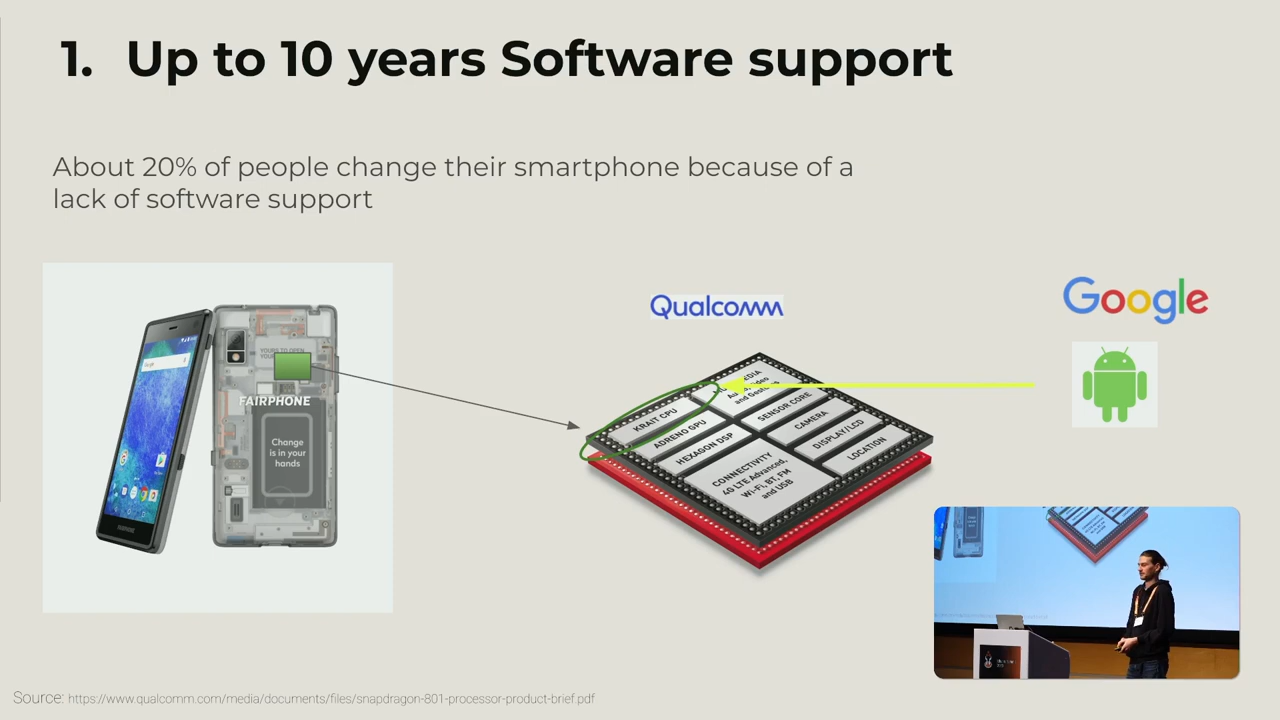 1. Up to 10 years Software support
About 20% of people change their smartphone because of a
lack of software support
Google
Qualcomm
FAIRPHONE
Change
is in your
hands
FAIRPHONE
KRAIT CPU
ADRENO GPU
HEXAGON DSP
SENSOR CORE
CAMERA
DISPLAY/LCD
LOCATION
CONNECTIVITY
4G LTE Advanced,
Wi-Fi, BT, FM
and USB
Source: https://www.qualcomm.com/media/documents/files/snapdragon-801-processor-product-brief.pdf